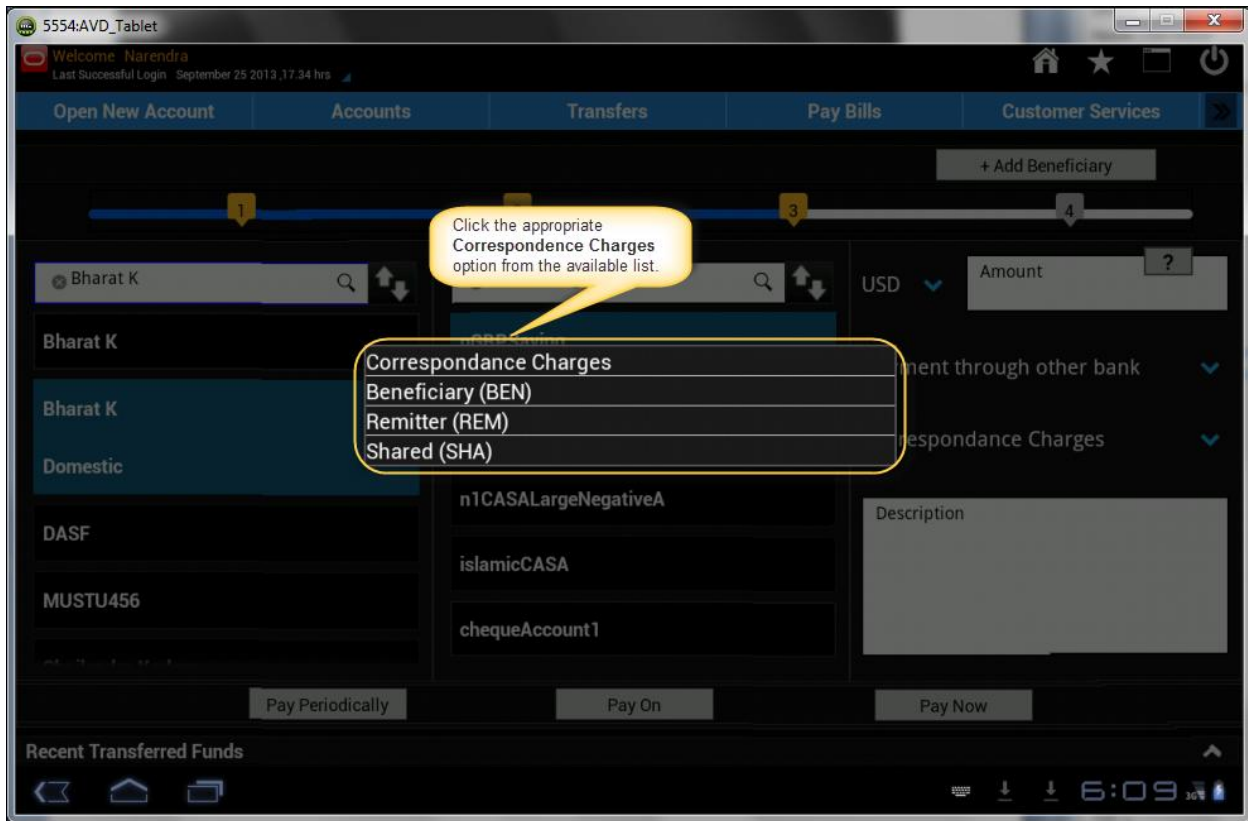 5554:AVD_Tablet
Welcome Narendra
Last Successful Login September 25 2013 ,17.34 hrs
Open New Account
Accounts
Transfers
Pay Bills
Customer Services
+ Add Beneficiary
1
3
4
Click the appropriate
Correspondence Charges
option from the available list.
Bharat K
USD
Amount
?
Bharat K
Correspondance Charges
Beneficiary (BEN)
Remitter (REM)
Shared (SHA)
through other bank
Charges
Bharat K
Domestic
n1CASALargeNegativeA
Description
DASF
islamicCASA
MUSTU456
chequeAccount1
Pay Periodically
Pay On
Pay Now
Recent Transferred Funds
6:09
3G